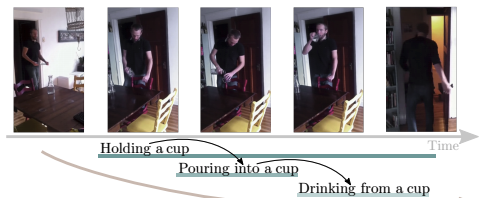 Time
Holding a cup
Pouring into a cup
Drinking from a cup